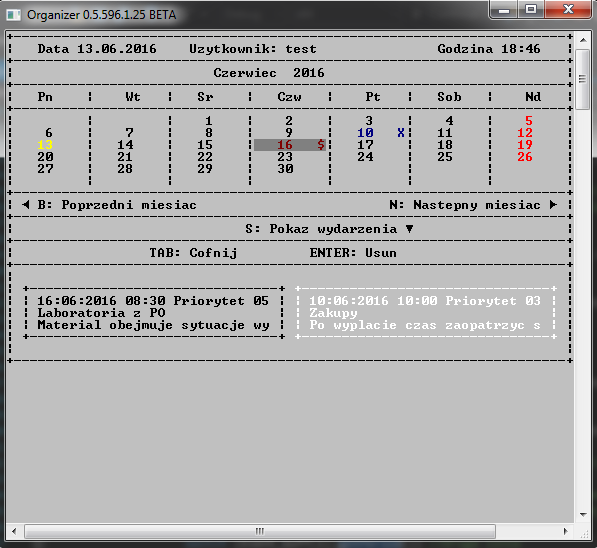 Organizer 0.5.596.1.25 BETA
Data 13.06.2016 Uzytkownik: test Godzina 18:46
Czerwiec 2016
Pn ¦ Wt ¦ Sr ¦ Czw ¦ Pt ¦ Sob ¦ Nd
1 2 3 4 5
6 7 8 9 10 X 11 12
13 14 15 16 $ 17 18 19
20 21 22 23 24 25 26
27 28 29 30
◄ B: Poprzedni miesiac N: Nastepny miesiac ►
S: Pokaz wydarzenia ▼
TAB: Cofnij ENTER: Usun
16:06:2016 08:30 Priorytet 05
Laboratoria z PO
Material obejmuje sytuacje wy
10:06:2016 10:00 Priorytet 03
Zakupy
Po wyplacie czas zaopatrzyc s